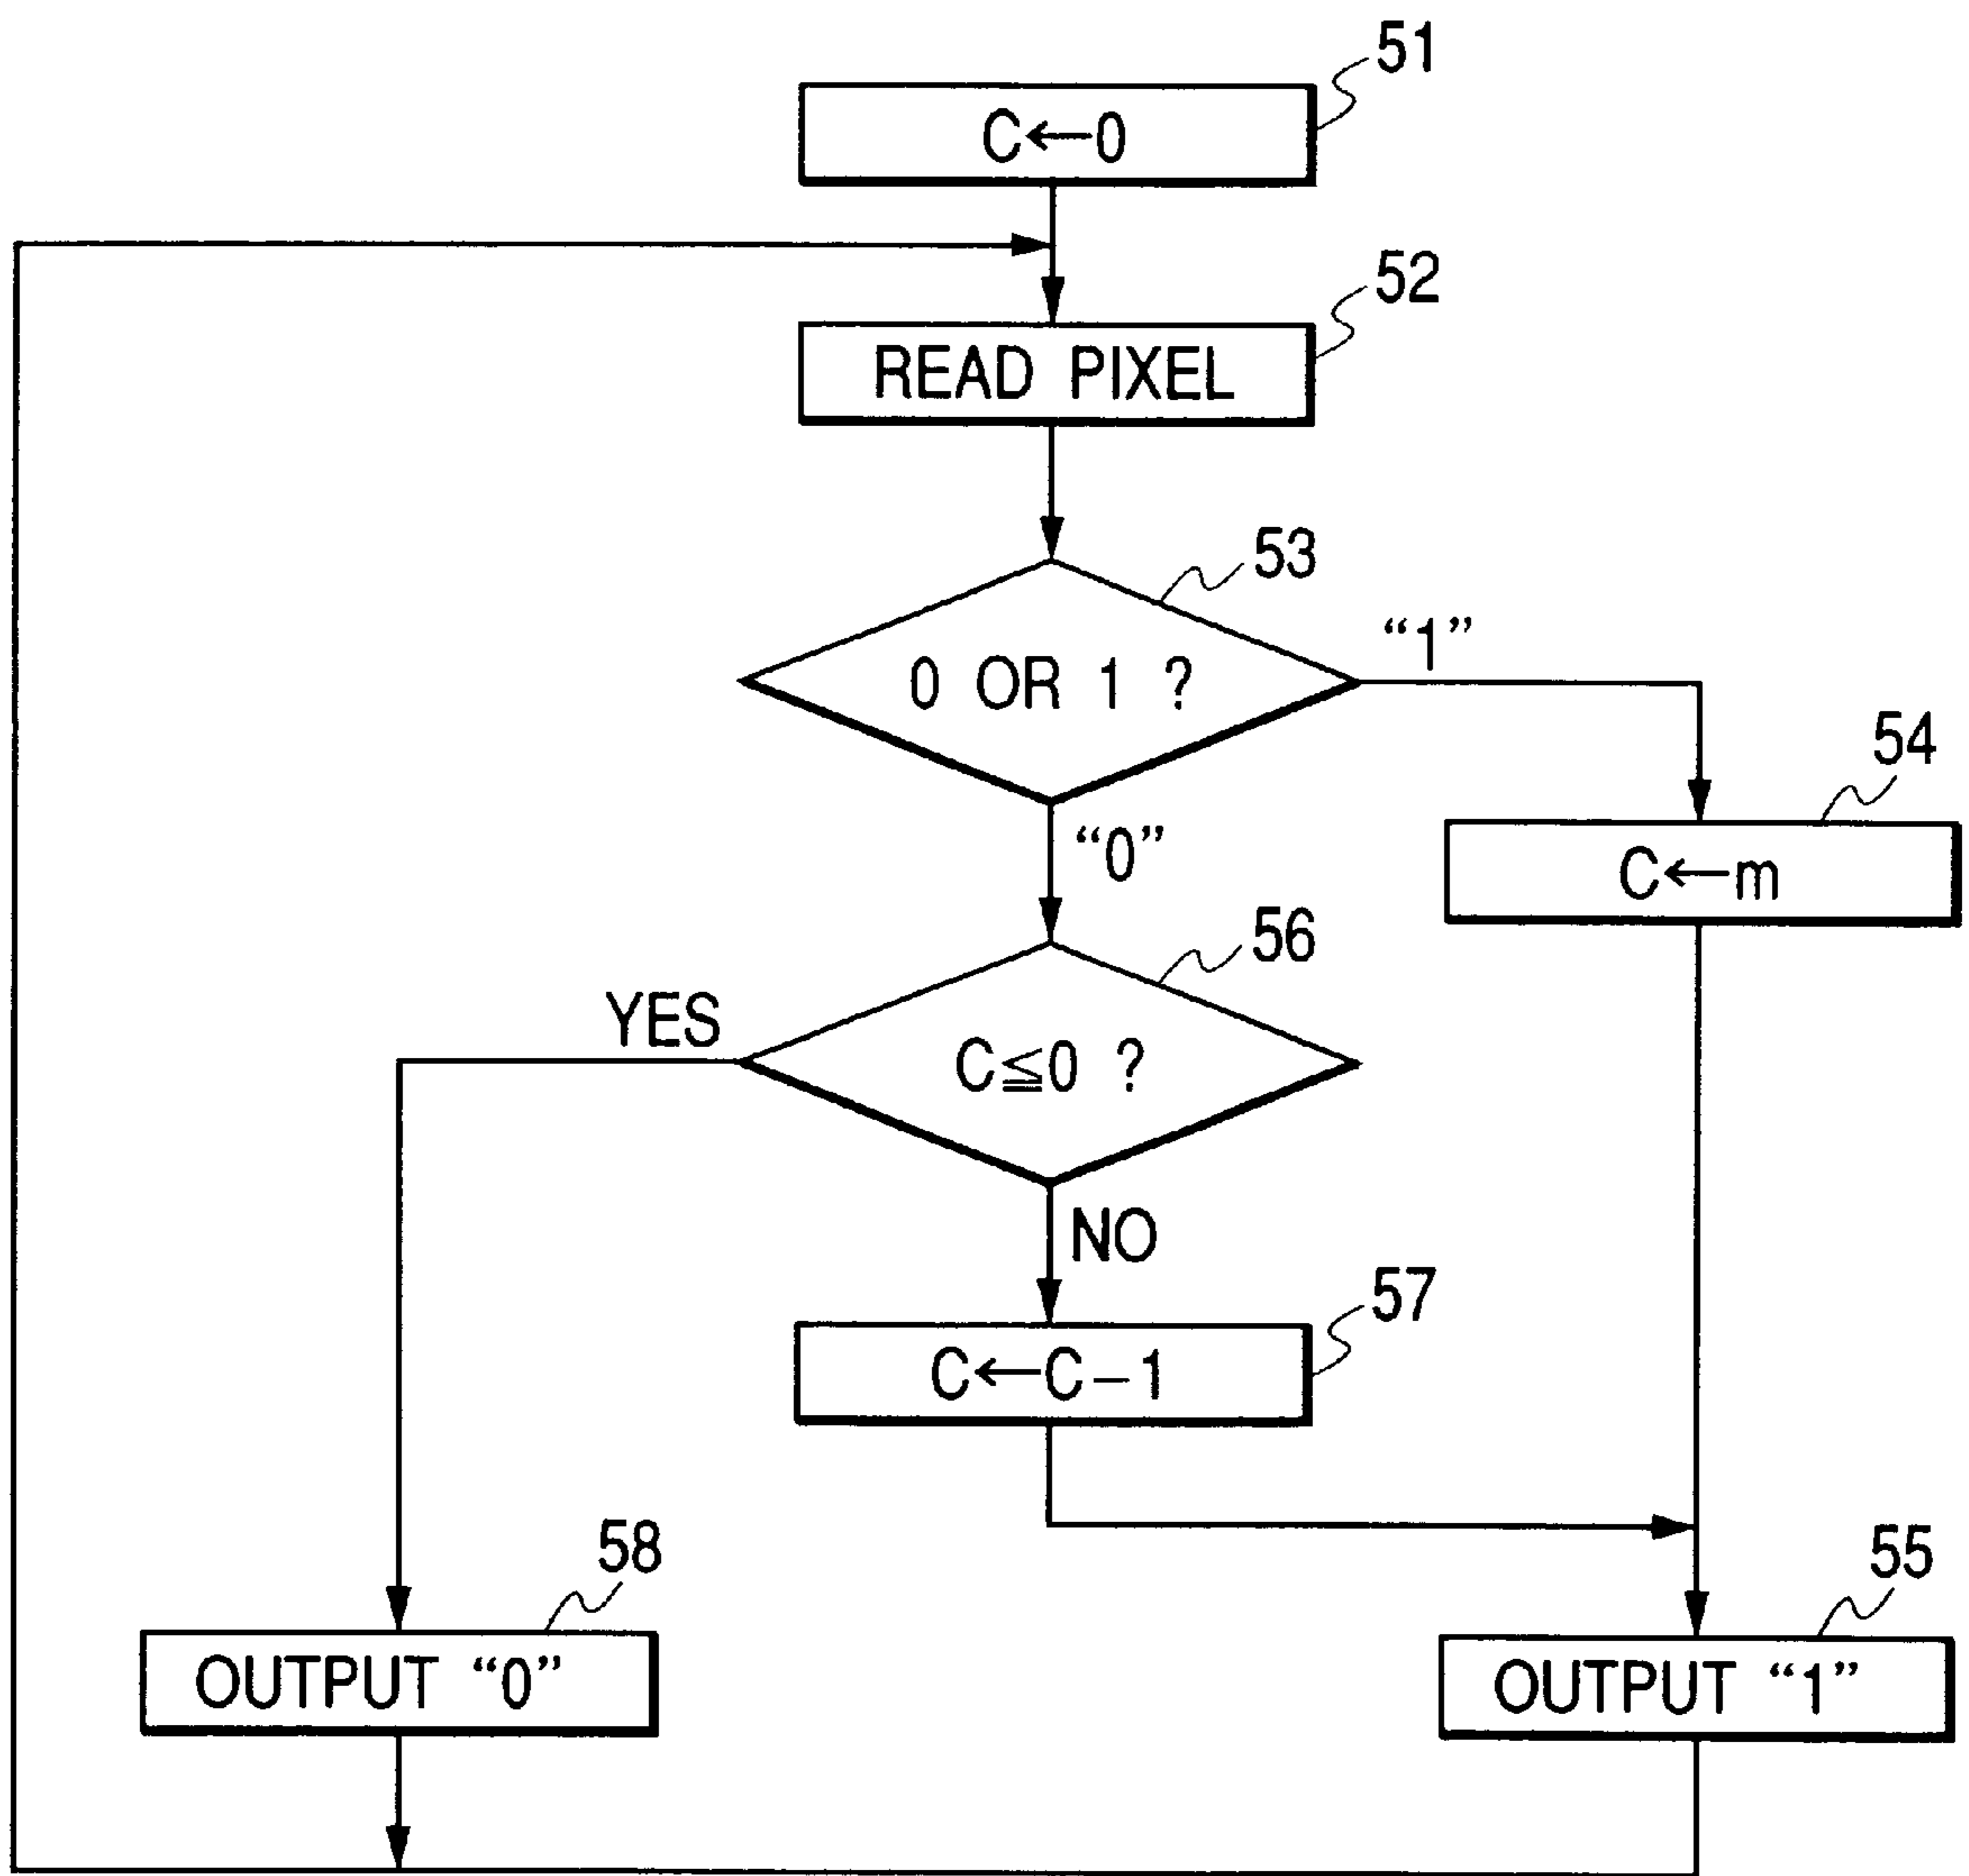 51
C←0
52
READ PIXEL
53
0 OR 1 ?
“1”
54
C←m
“0”
56
C≦0 ?
YES
NO
57
C←C−1
58
OUTPUT “0”
55
OUTPUT “1”